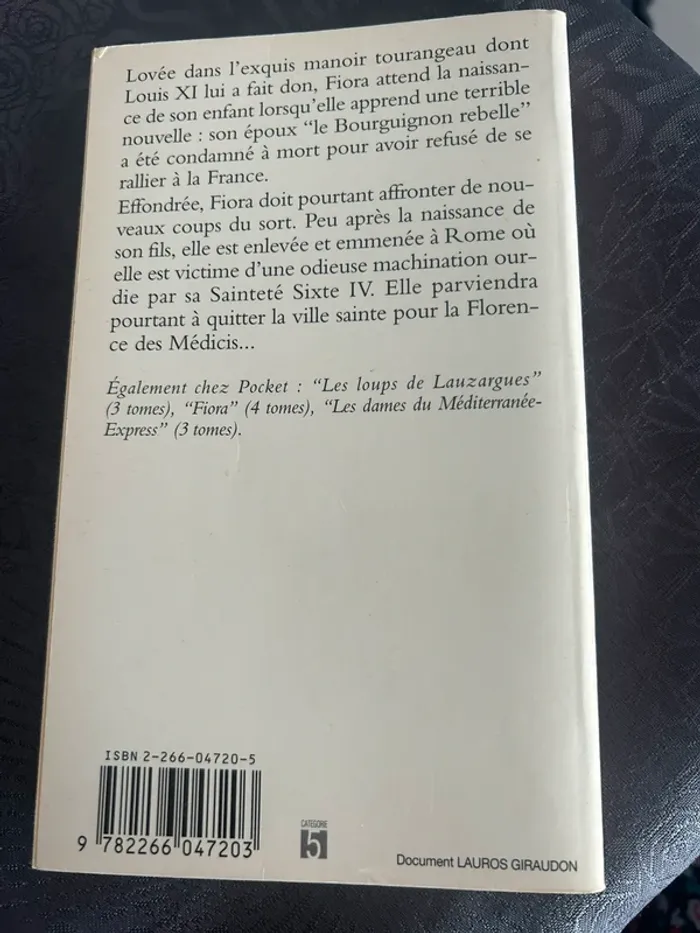 Lovée dans l'exquis manoir tourangeau dont
Louis XI lui a fait don, Fiora attend la naissan-
ce de son enfant lorsqu'elle apprend une terrible
nouvelle : son époux "le Bourguignon rebelle"
a été condamné à mort pour avoir refusé de se
rallier à la France.
Effondrée, Fiora doit pourtant affronter de nou-
veaux coups du sort. Peu après la naissance de
son fils, elle est enlevée et emmenée à Rome où
elle est victime d'une odieuse machination our-
die par sa Sainteté Sixte IV. Elle parviendra
pourtant à quitter la ville sainte pour la Floren-
ce des Médicis...
Également chez Pocket : "Les loups de Lauzargues"
(3 tomes), "Fiora" (4 tomes), "Les dames du Méditerranée-
Express" (3 tomes).
ISBN 2-266-04720-5
9 782266 047203
CATÉGORIE
5
Document LAUROS GIRAUDON